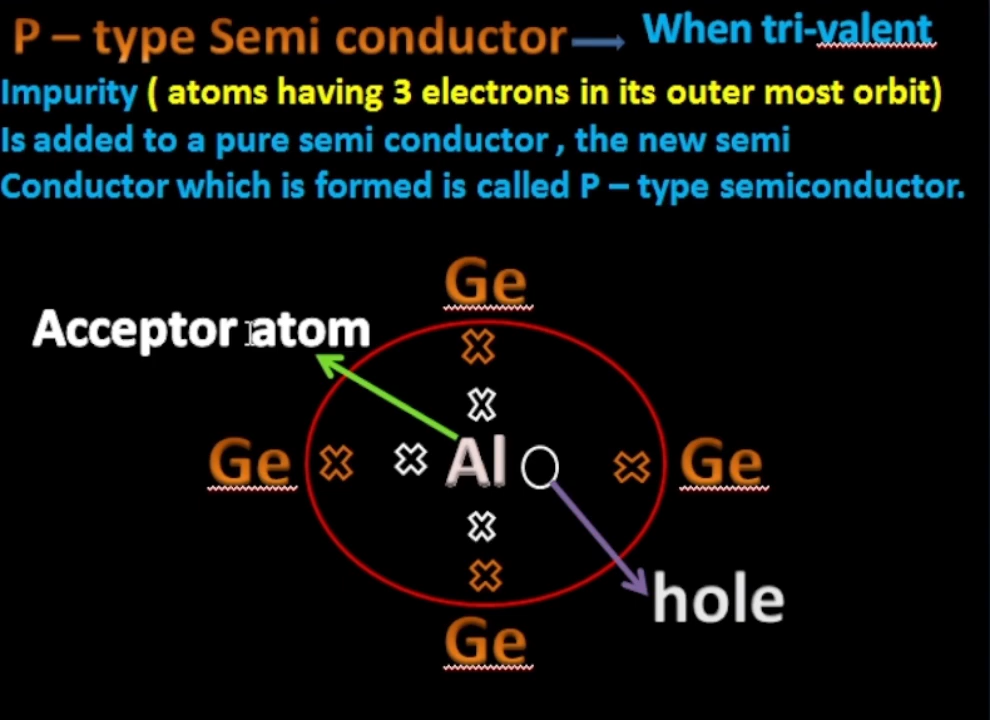 P – type Semi conductor When tri-valent
Impurity ( atoms having 3 electrons in its outer most orbit)
Is added to a pure semi conductor , the new semi
Conductor which is formed is called P – type semiconductor.
Ge
Acceptor atom
Ge Al Ge
hole
Ge